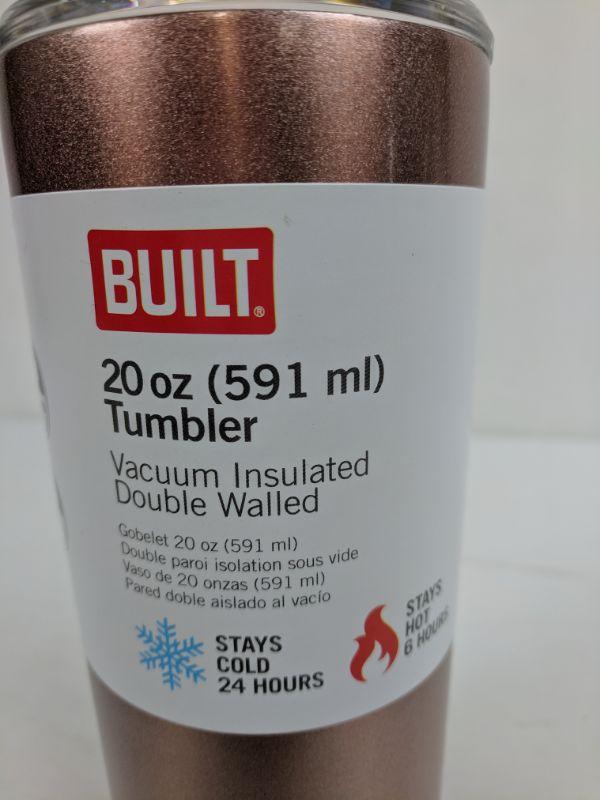 BUILT®
20 oz (591 ml)
Tumbler
Vacuum Insulated
Double Walled
Gobelet 20 oz (591 ml)
Double paroi isolation sous vide
Vaso de 20 onzas (591 ml)
Pared doble aislado al vacío
STAYS
COLD
24 HOURS
STAYS
HOT
6 HOURS